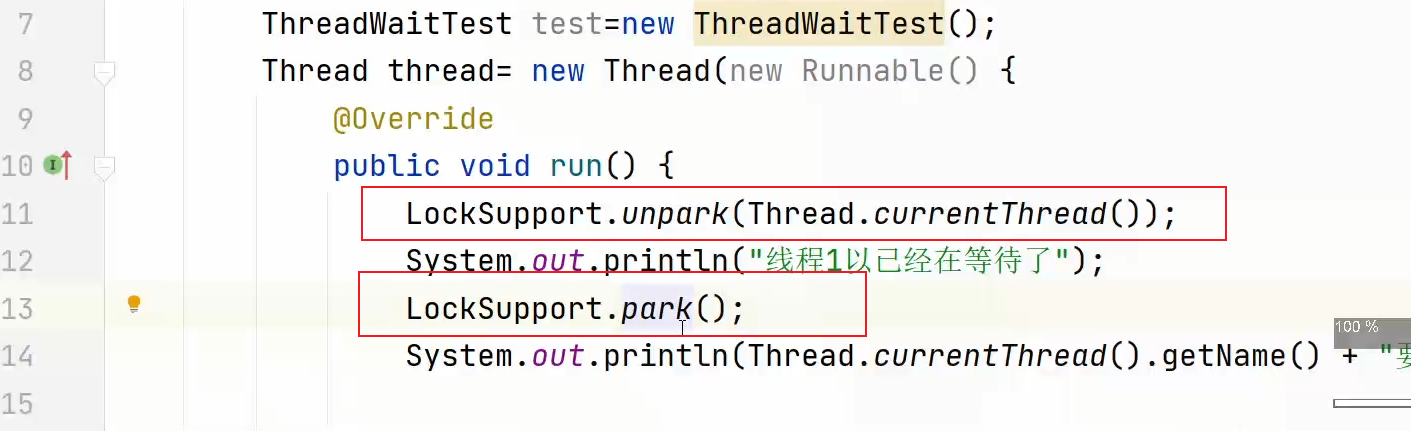 7 ThreadWaitTest test=new ThreadWaitTest();
8 Thread thread= new Thread(new Runnable() {
9 @Override
10 public void run() {
11 LockSupport.unpark(Thread.currentThread());
12 System.out.println("线程1以已经在等待了");
13 LockSupport.park();
100 %
14 System.out.println(Thread.currentThread().getName() + "要
15